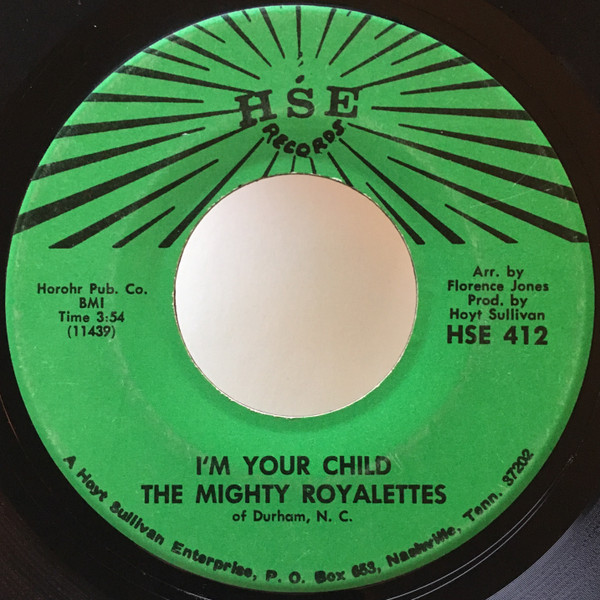 HSE
RECORDS
Horohr Pub. Co.
BMI
Time 3:54
(11439)
Arr. by
Florence Jones
Prod. by
Hoyt Sullivan
HSE 412
I'M YOUR CHILD
THE MIGHTY ROYALETTES
of Durham, N. C.
A Hoyt Sullivan Enterprise, P. O. Box 653, Nashville, Tenn. 37202